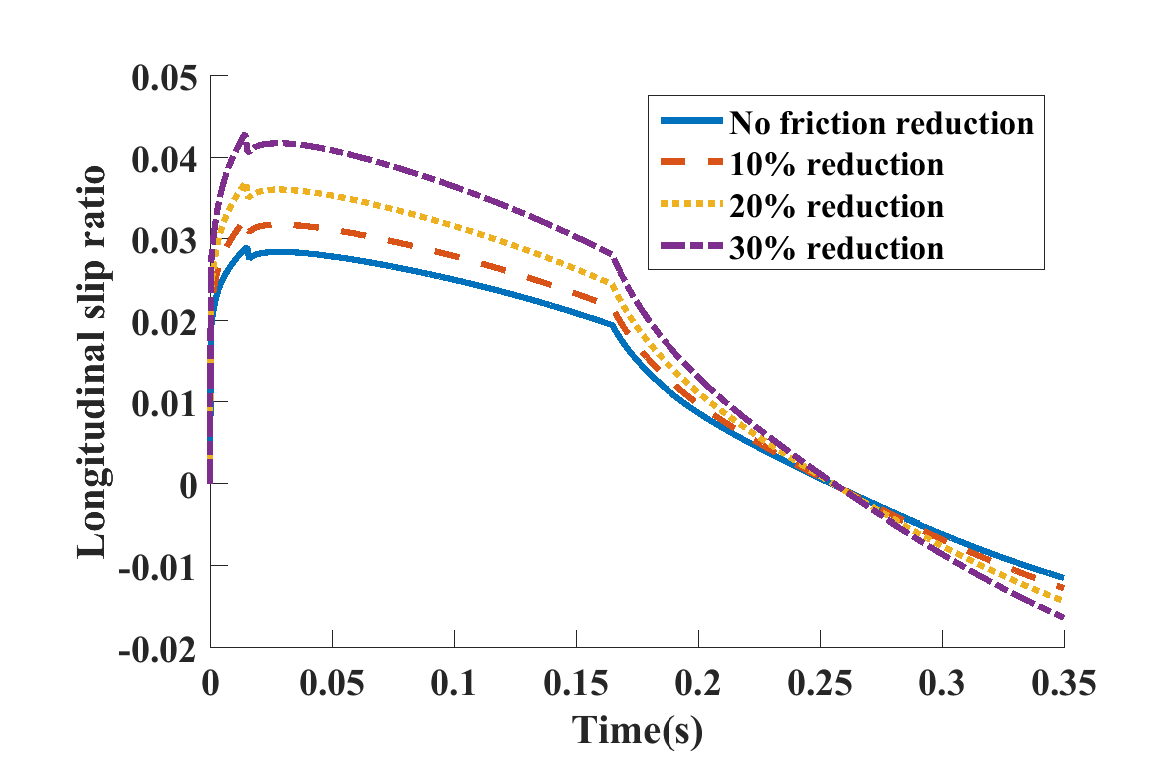 0.05
0.04
0.03
0.02
0.01
0
-0.01
-0.02
Longitudinal slip ratio
No friction reduction
10% reduction
20% reduction
30% reduction
0 0.05 0.1 0.15 0.2 0.25 0.3 0.35
Time(s)